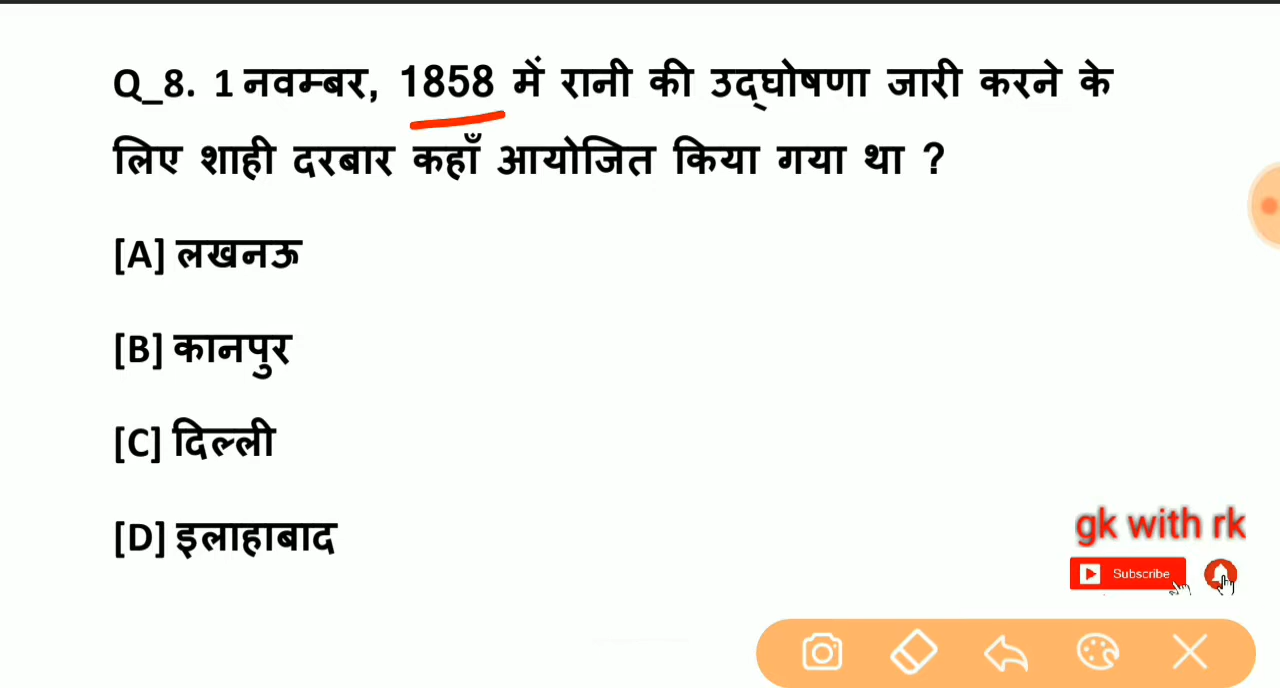 Q_8. 1 नवम्बर, 1858 में रानी की उद्घोषणा जारी करने के
लिए शाही दरबार कहाँ आयोजित किया गया था ?
[A] लखनऊ
[B] कानपुर
[C] दिल्ली
[D] इलाहाबाद
gk with rk
Subscribe